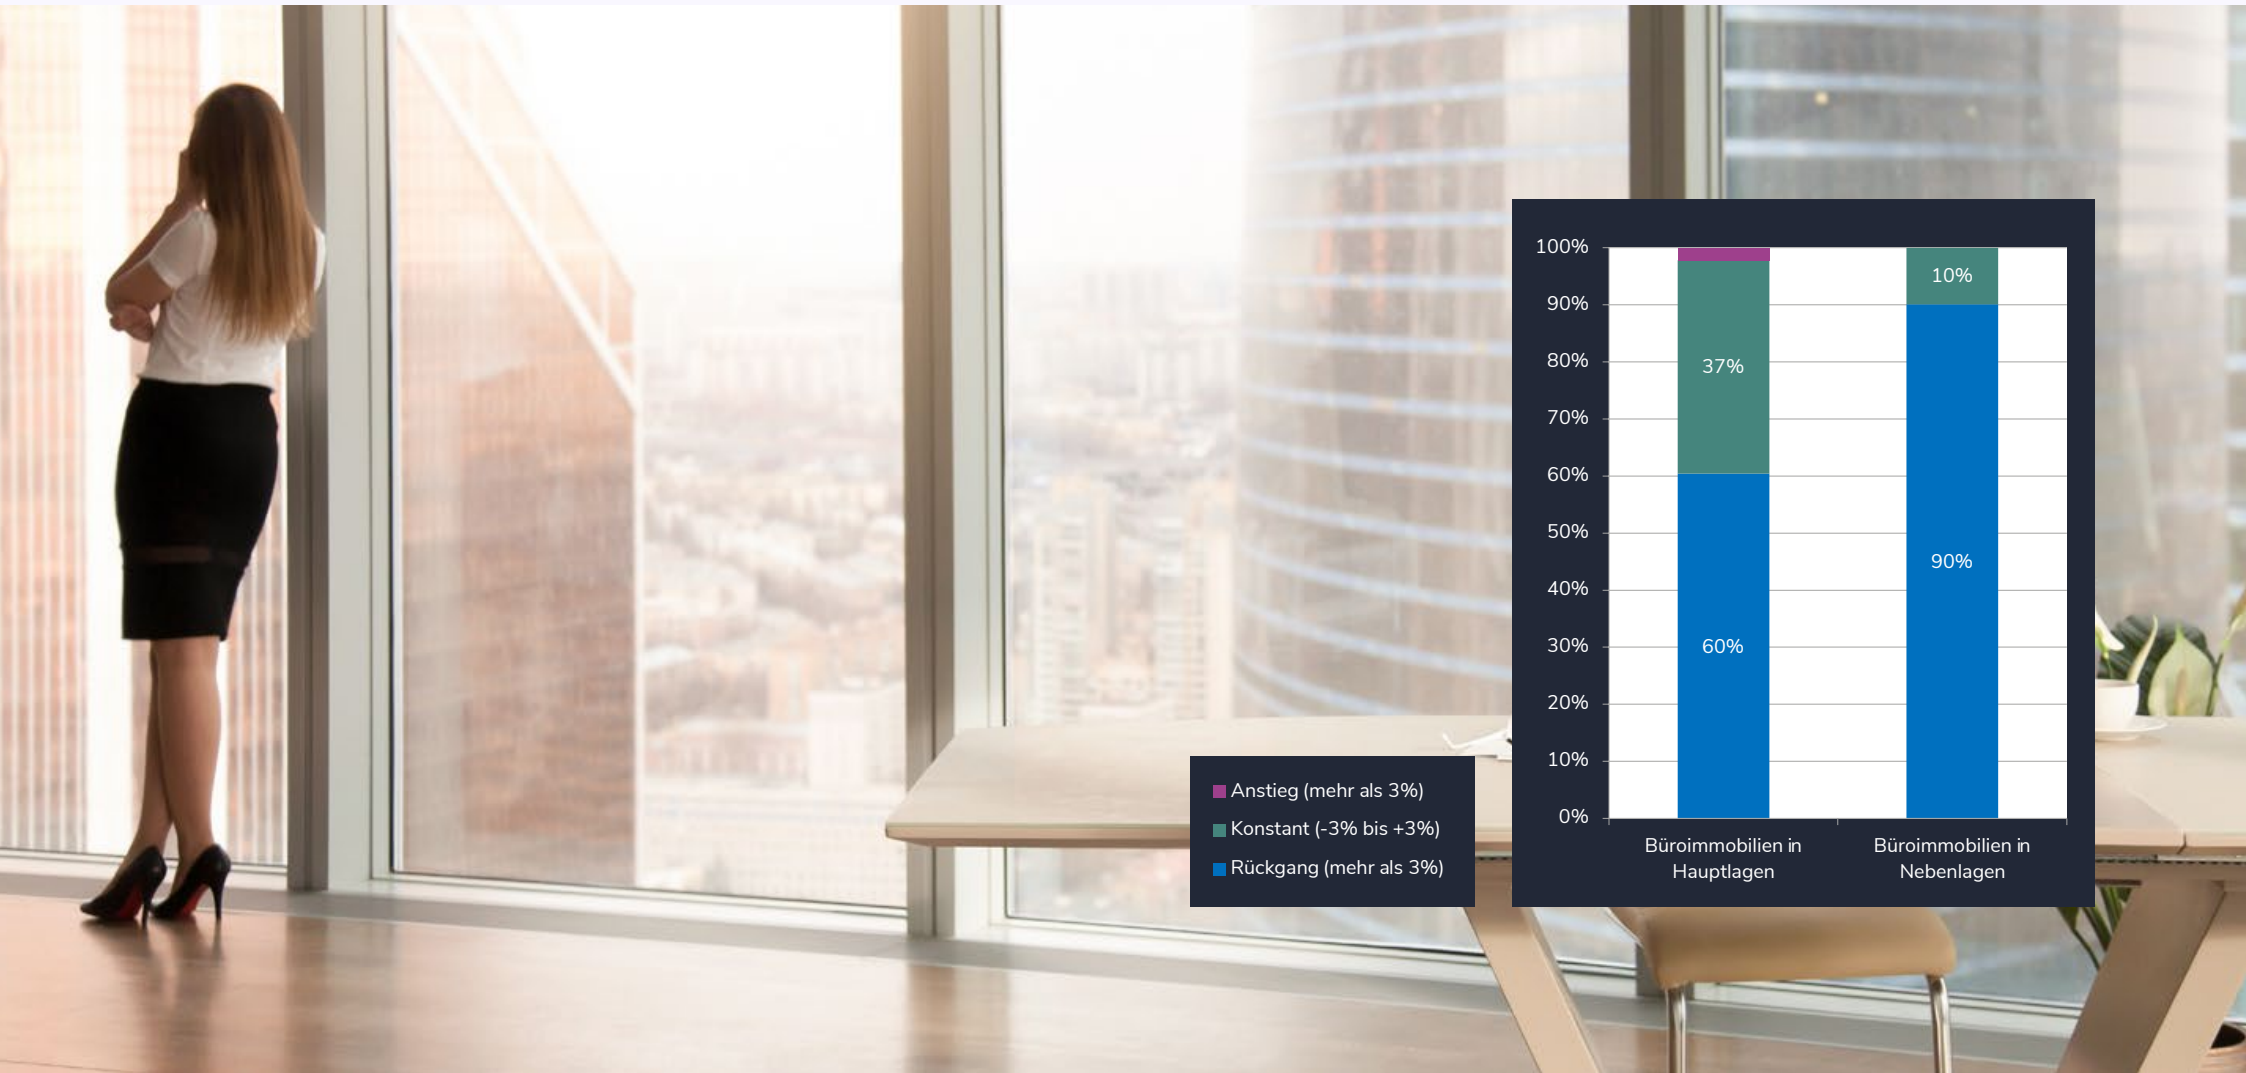 100%
90%
80%
70%
60%
50%
40%
30%
20%
10%
0%
37%
60%
10%
90%
Büroimmobilien in
Hauptlagen
Büroimmobilien in
Nebenlagen
Anstieg (mehr als 3%)
Konstant (-3% bis +3%)
Rückgang (mehr als 3%)